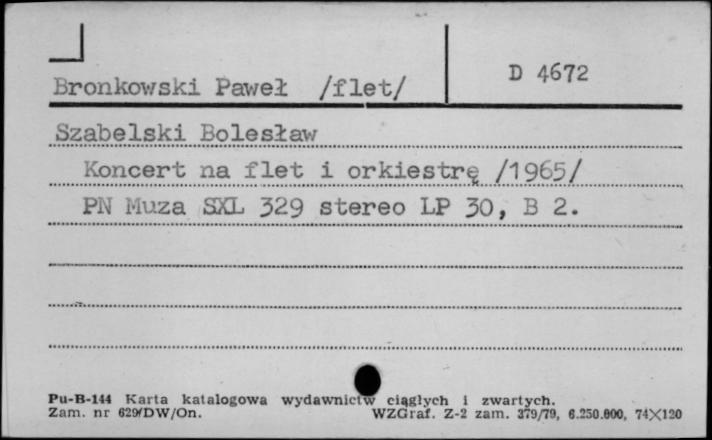 Bronkowski Paweł /flet/
D 4672
Szabelski Bolesław
Koncert na flet i orkiestrę /1965/
PN Muza SXL 329 stereo LP 30, B 2.
Pu-B-144 Karta katalogowa wydawnictw ciągłych i zwartych.
Zam. nr 629/DW/On. WZGraf. Z-2 zam. 379/79, 6.250.000, 74×120